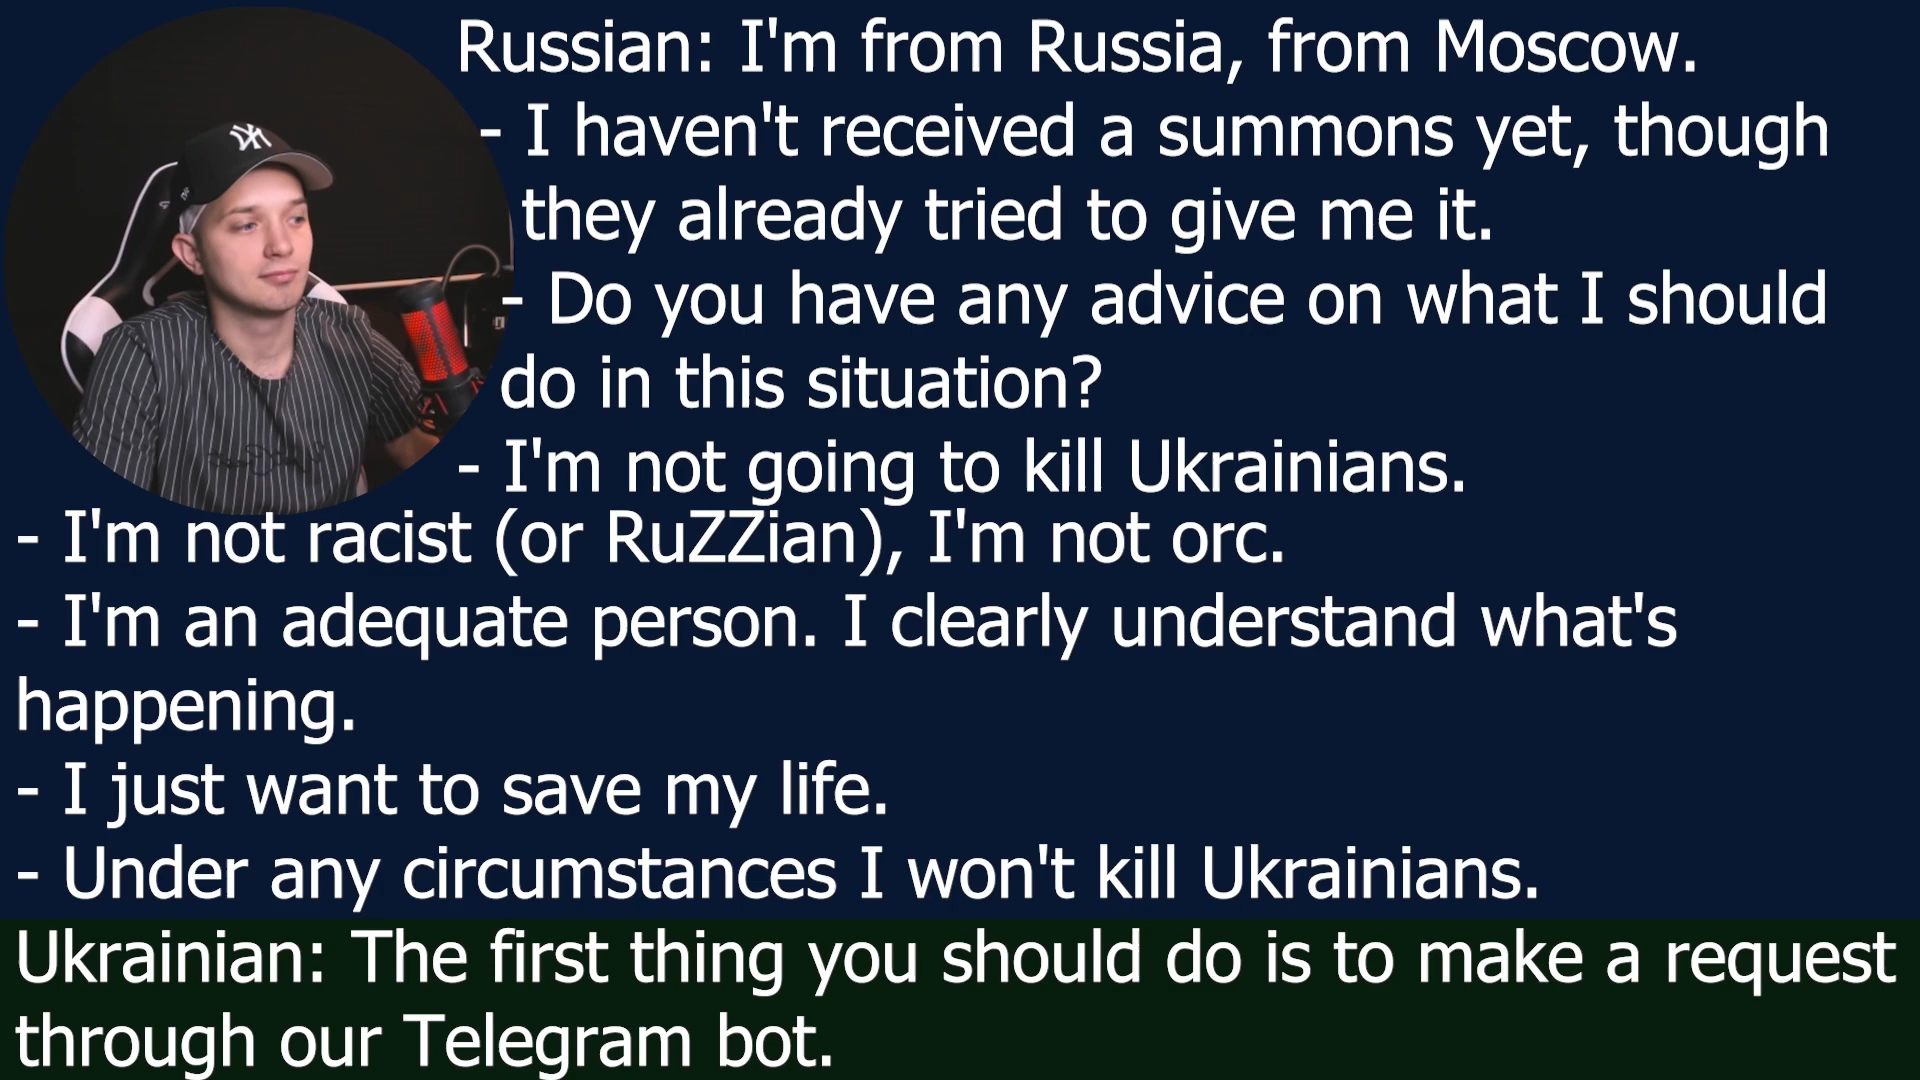 Russian: I'm from Russia, from Moscow.
- I haven't received a summons yet, though
they already tried to give me it.
- Do you have any advice on what I should
do in this situation?
- I'm not going to kill Ukrainians.
- I'm not racist (or RuZZian), I'm not orc.
- I'm an adequate person. I clearly understand what's
happening.
- I just want to save my life.
- Under any circumstances I won't kill Ukrainians.
Ukrainian: The first thing you should do is to make a request
through our Telegram bot.